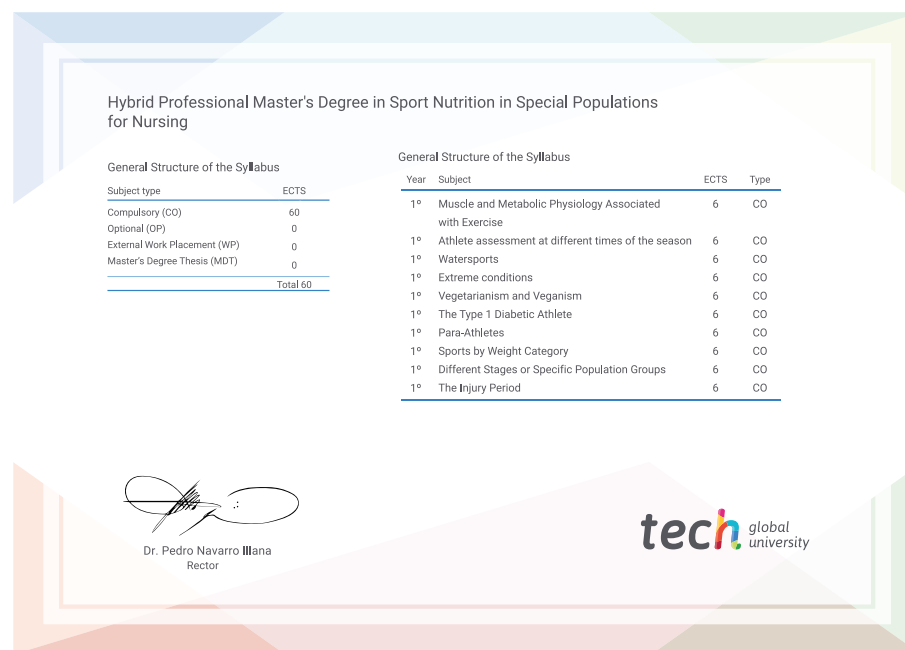 Hybrid Professional Master's Degree in Sport Nutrition in Special Populations
for Nursing
General Structure of the Syllabus
Subject type ECTS
Compulsory (CO) 60
Optional (OP) 0
External Work Placement (WP) 0
Master's Degree Thesis (MDT) 0
Total 60
General Structure of the Syllabus
Year Subject ECTS Type
1º Muscle and Metabolic Physiology Associated 6 CO
with Exercise
1º Athlete assessment at different times of the season 6 CO
1º Watersports 6 CO
1º Extreme conditions 6 CO
1º Vegetarianism and Veganism 6 CO
1º The Type 1 Diabetic Athlete 6 CO
1º Para-Athletes 6 CO
1º Sports by Weight Category 6 CO
1º Different Stages or Specific Population Groups 6 CO
1º The Injury Period 6 CO
Dr. Pedro Navarro Illana
Rector
tech global
university